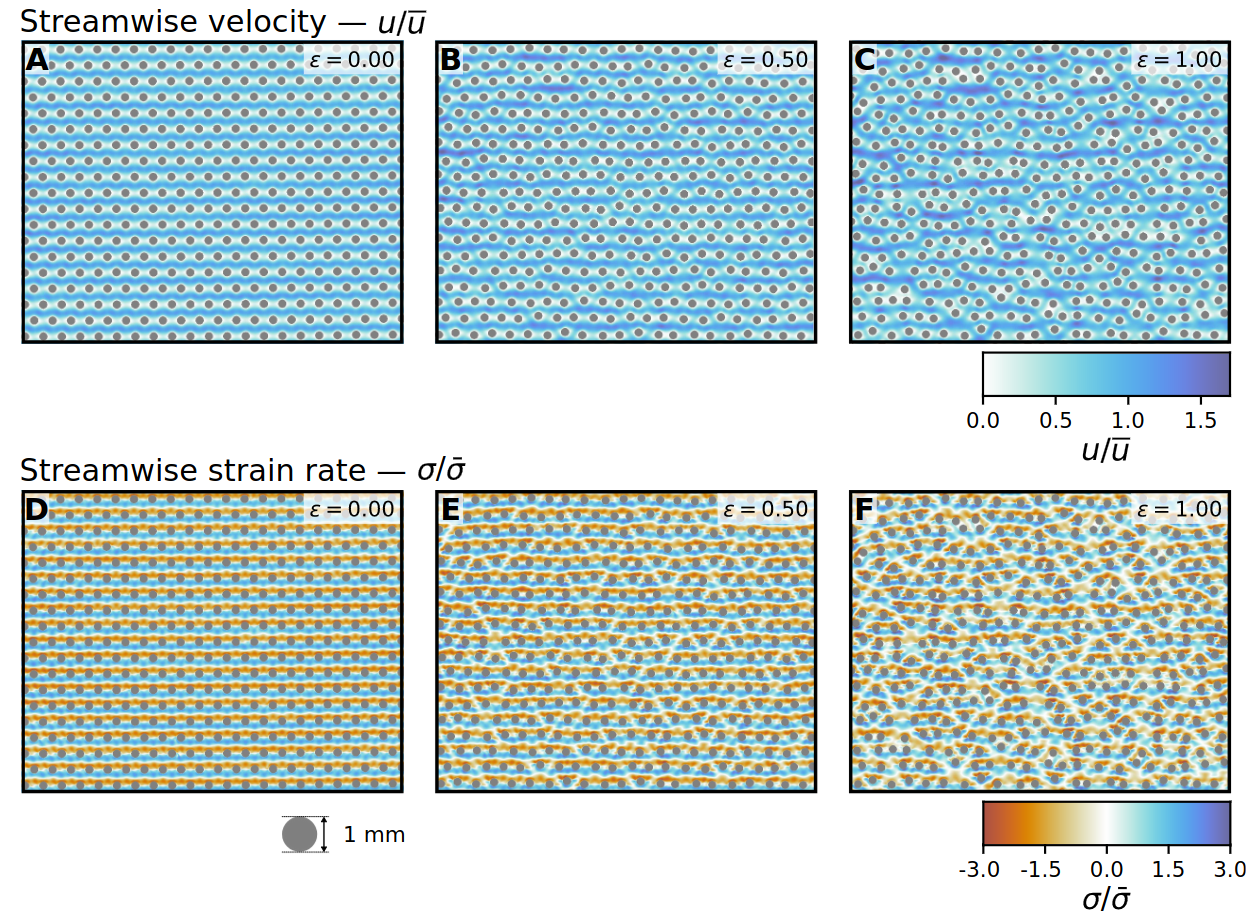 Streamwise velocity — u/u̅
A
ε = 0.00
B
ε = 0.50
C
ε = 1.00
0.0 0.5 1.0 1.5
u/u̅
Streamwise strain rate — σ/σ̄
D
ε = 0.00
E
ε = 0.50
F
ε = 1.00
1 mm
-3.0 -1.5 0.0 1.5 3.0
σ/σ̄